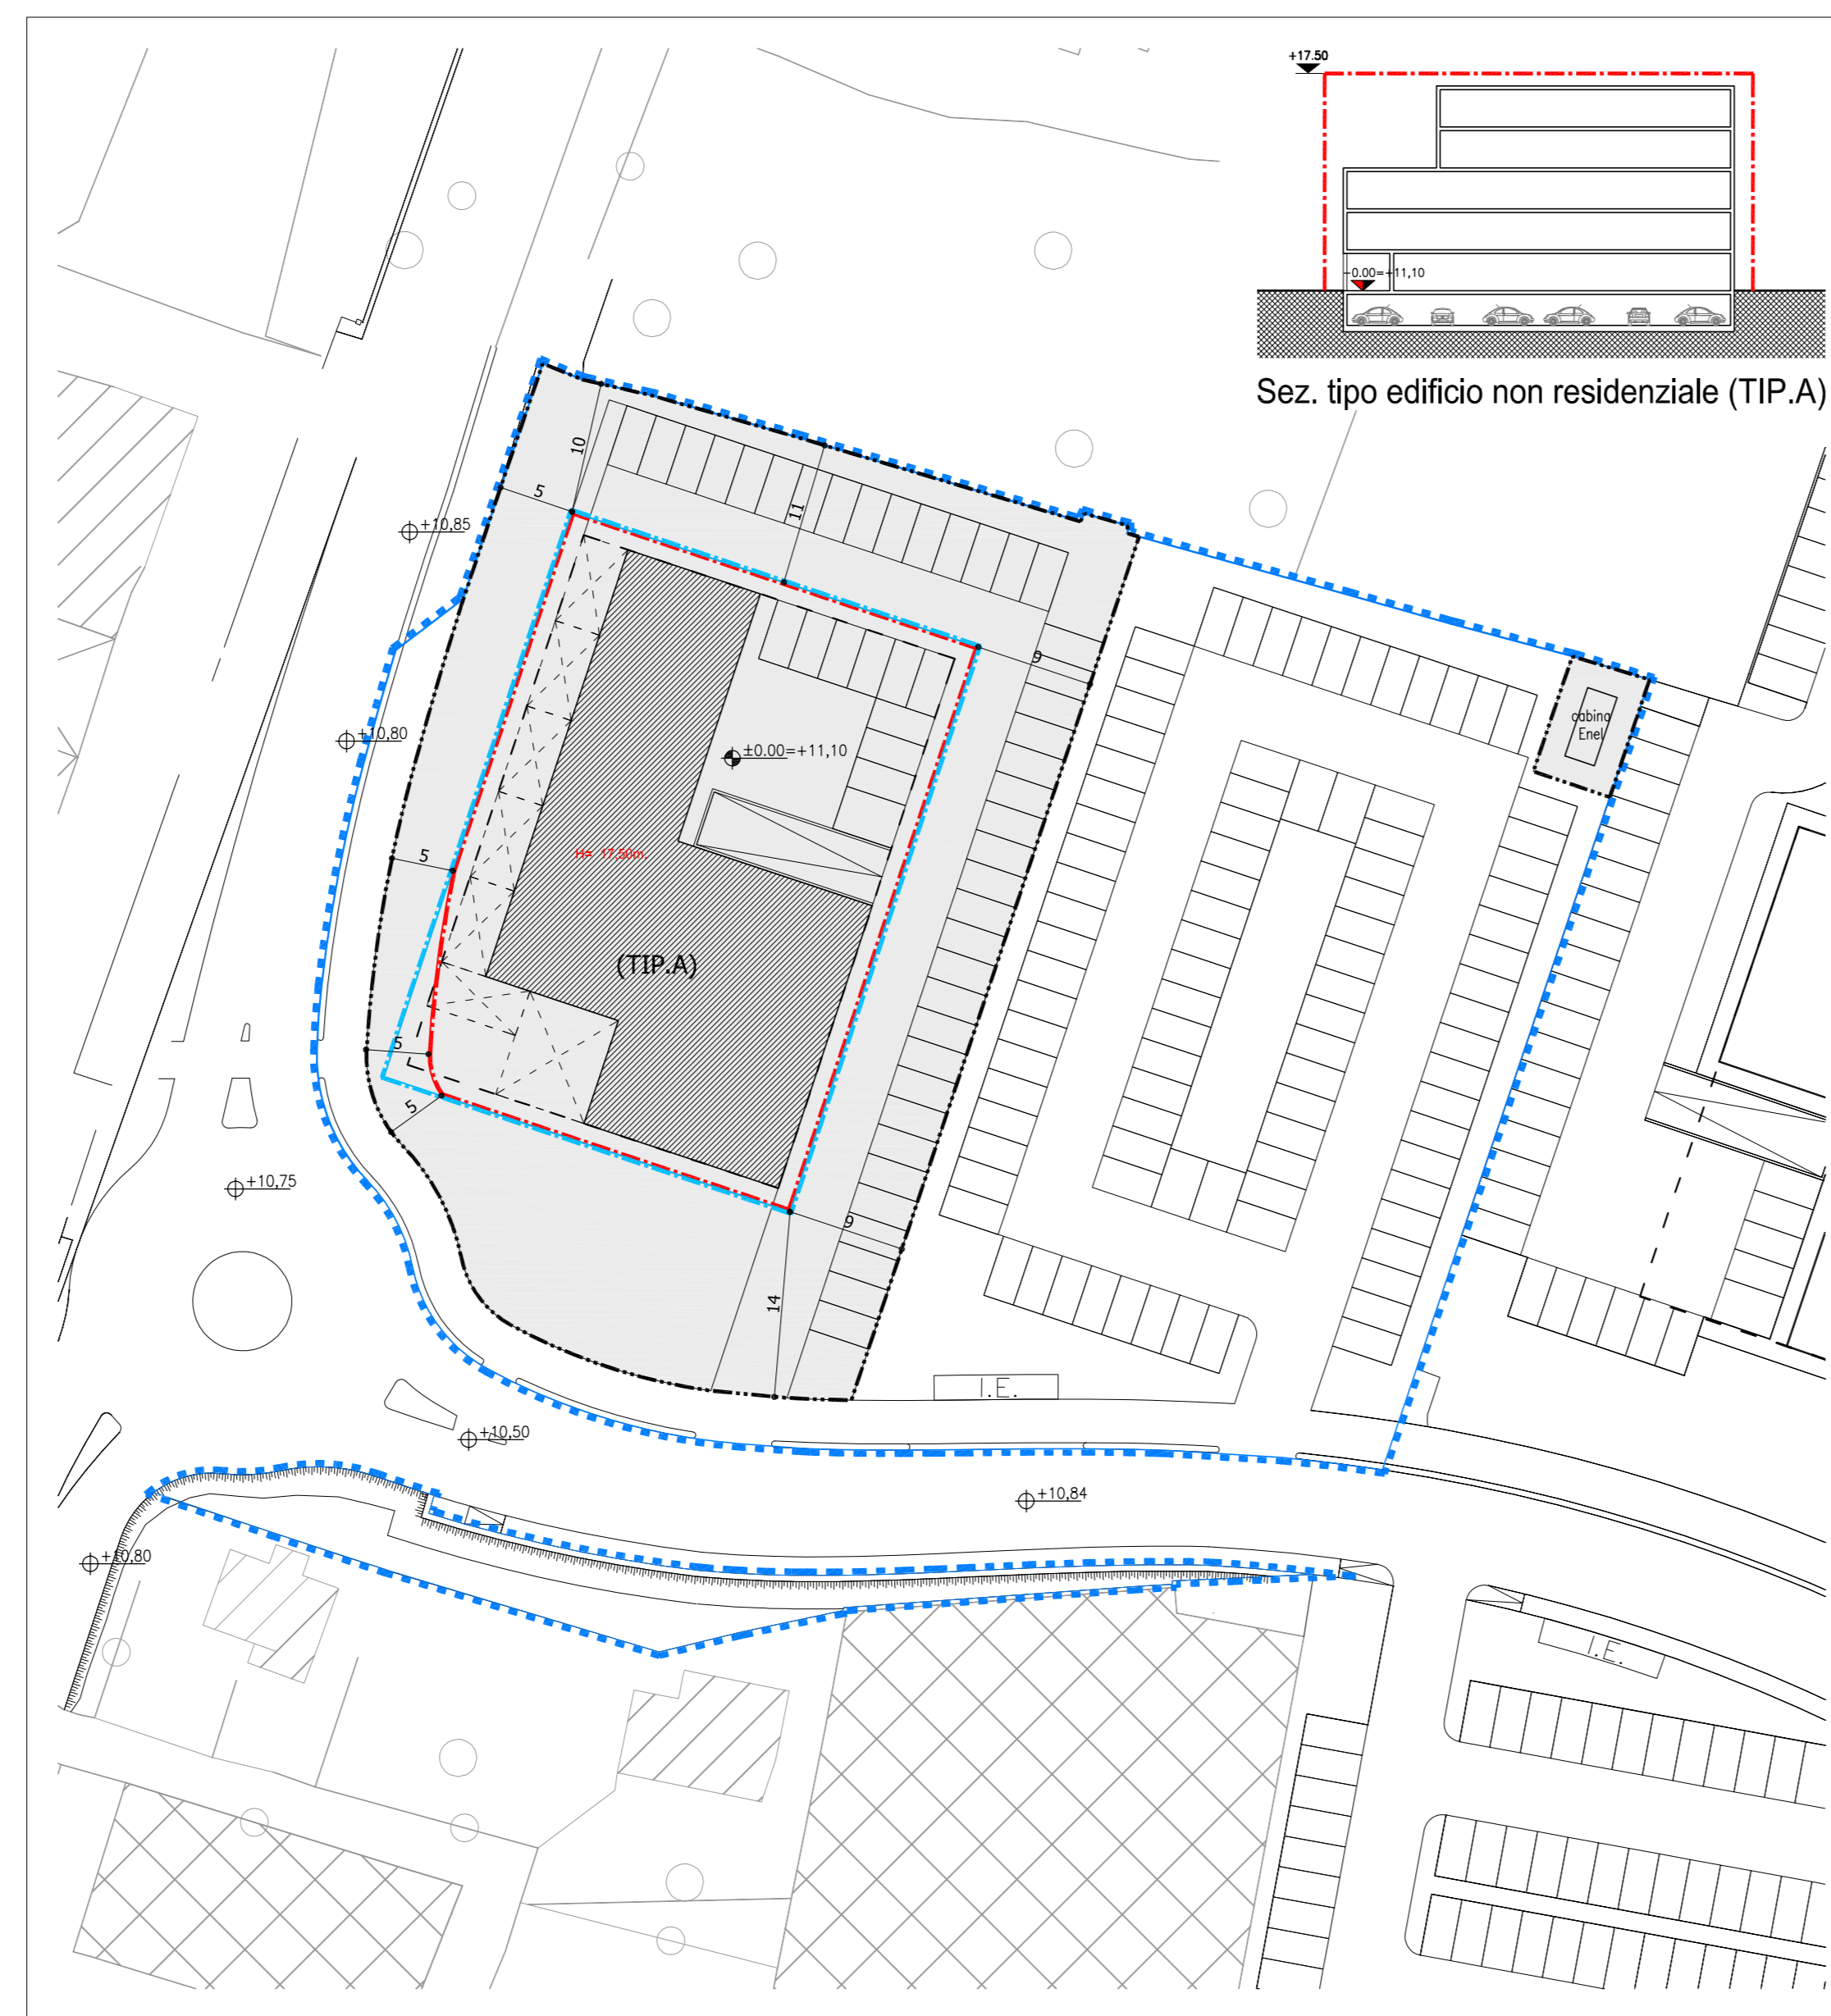 +17.50
-0.00=+11,10
Sez. tipo edificio non residenziale (TIP.A)
10
5
11
+10,85
9
cabina
Enel
+10,80
±0.00=+11,10
5
H= 17,50m.
(TIP.A)
5
5
+10,75
9
14
I.E.
+10,50
+10,84
+10,80
I.E.